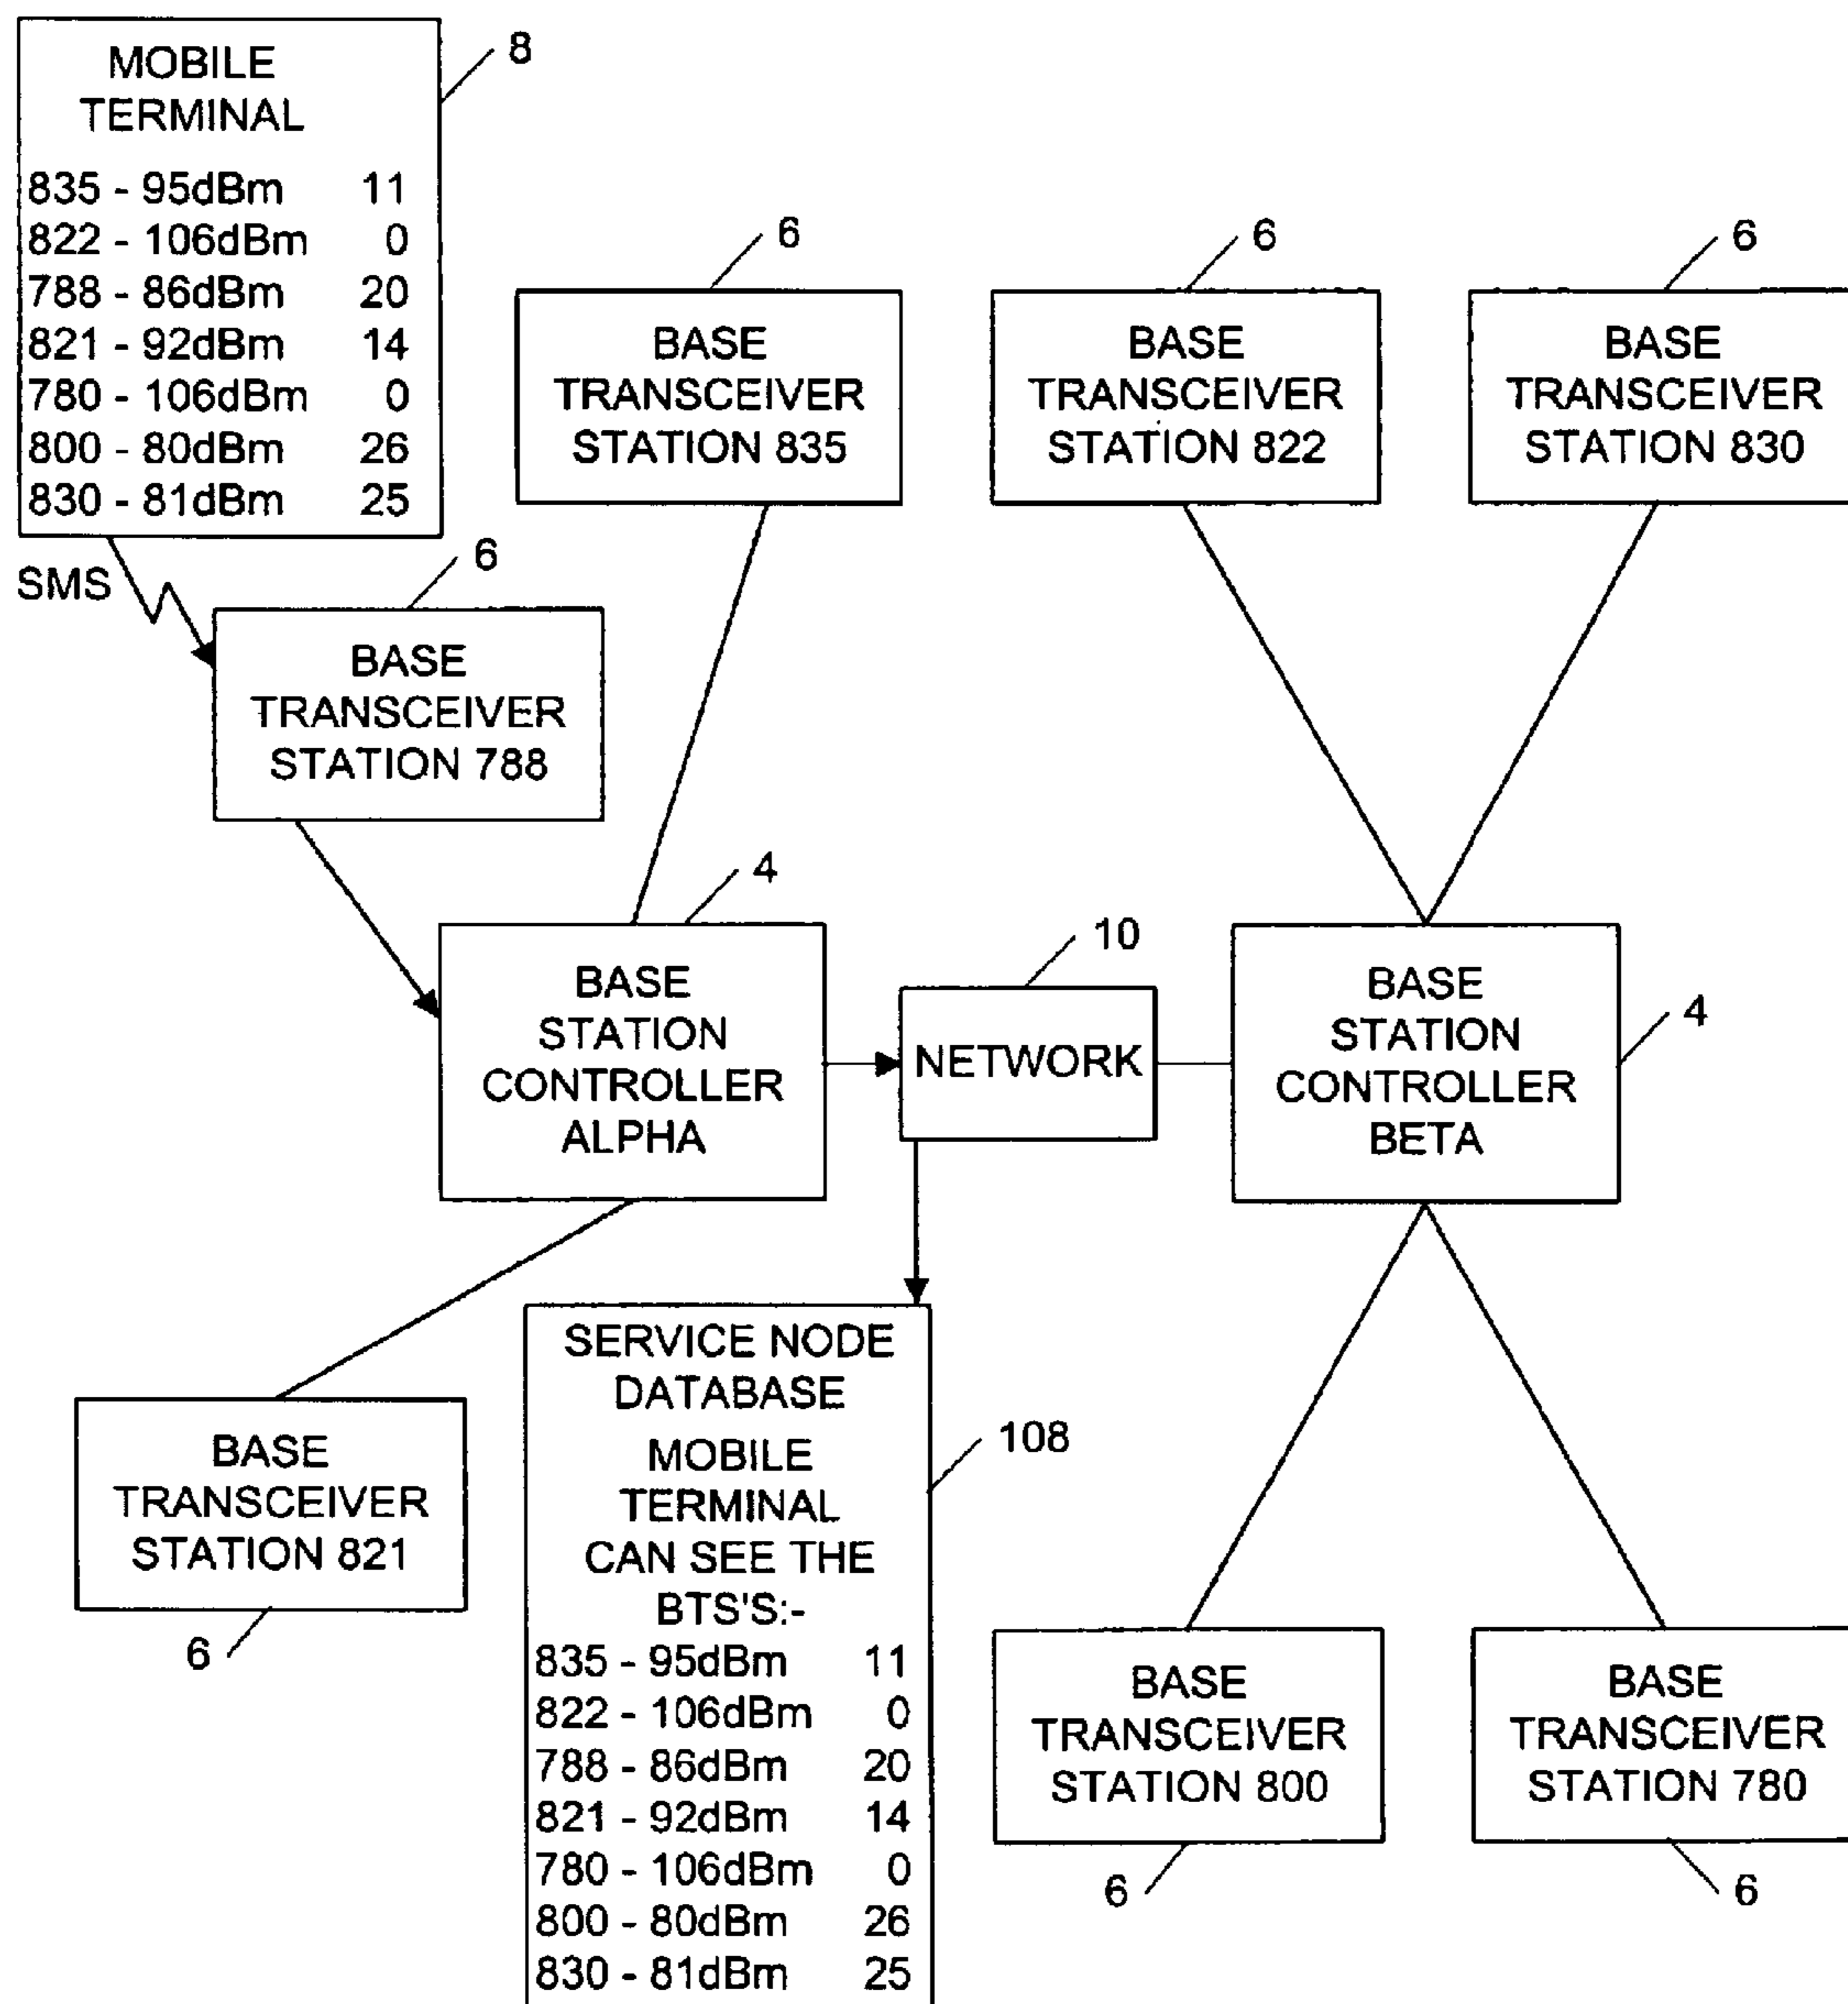 MOBILE
TERMINAL
835 - 95dBm 11
822 - 106dBm 0
788 - 86dBm 20
821 - 92dBm 14
780 - 106dBm 0
800 - 80dBm 26
830 - 81dBm 25
8
SMS
6
BASE
TRANSCEIVER
STATION 835
6
BASE
TRANSCEIVER
STATION 822
6
BASE
TRANSCEIVER
STATION 830
6
BASE
TRANSCEIVER
STATION 788
4
BASE
STATION
CONTROLLER
ALPHA
10
NETWORK
BASE
STATION
CONTROLLER
BETA
4
BASE
TRANSCEIVER
STATION 821
6
SERVICE NODE
DATABASE
MOBILE
TERMINAL
CAN SEE THE
BTS'S:-
835 - 95dBm 11
822 - 106dBm 0
788 - 86dBm 20
821 - 92dBm 14
780 - 106dBm 0
800 - 80dBm 26
830 - 81dBm 25
108
BASE
TRANSCEIVER
STATION 800
6
BASE
TRANSCEIVER
STATION 780
6